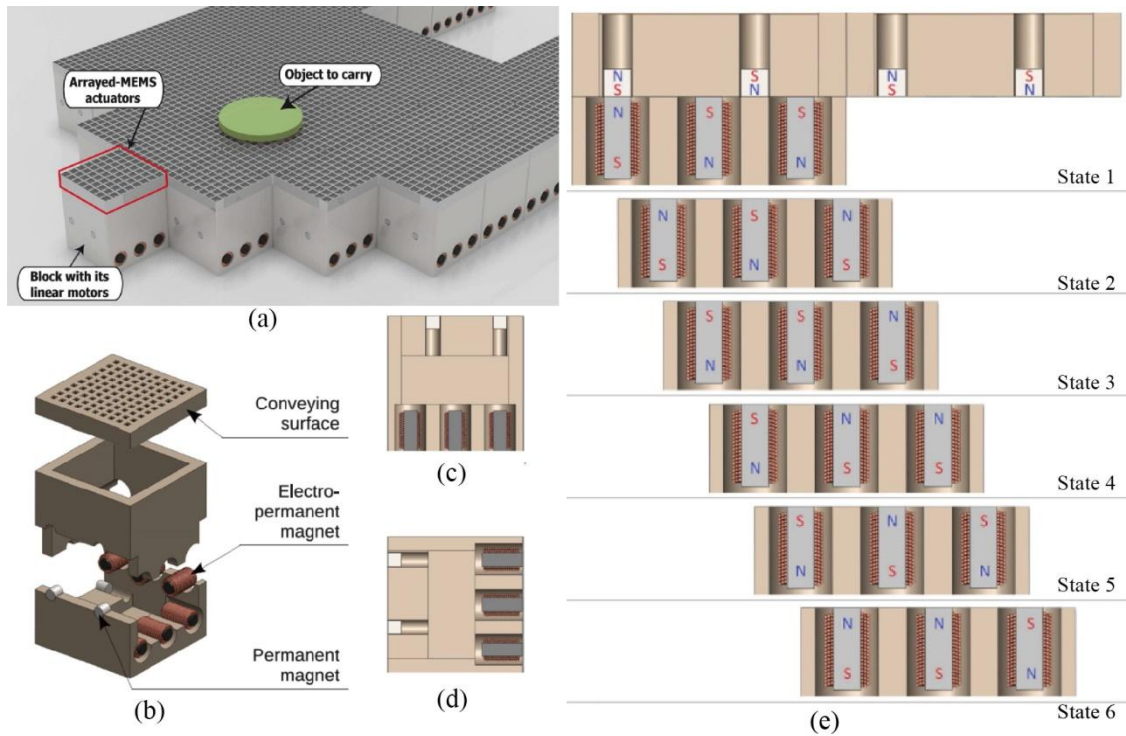 Arrayed-MEMS
actuators
Object to carry
Block with its
linear motors
(a)
Conveying
surface
Electro-
permanent
magnet
Permanent
magnet
(b)
(c)
(d)
N S N S
S N S N
N S S
S N N
State 1
N S N
S N S
State 2
S S N
N N S
State 3
S N N
N S S
State 4
S N S
N S N
State 5
N N S
S S N
State 6
(e)